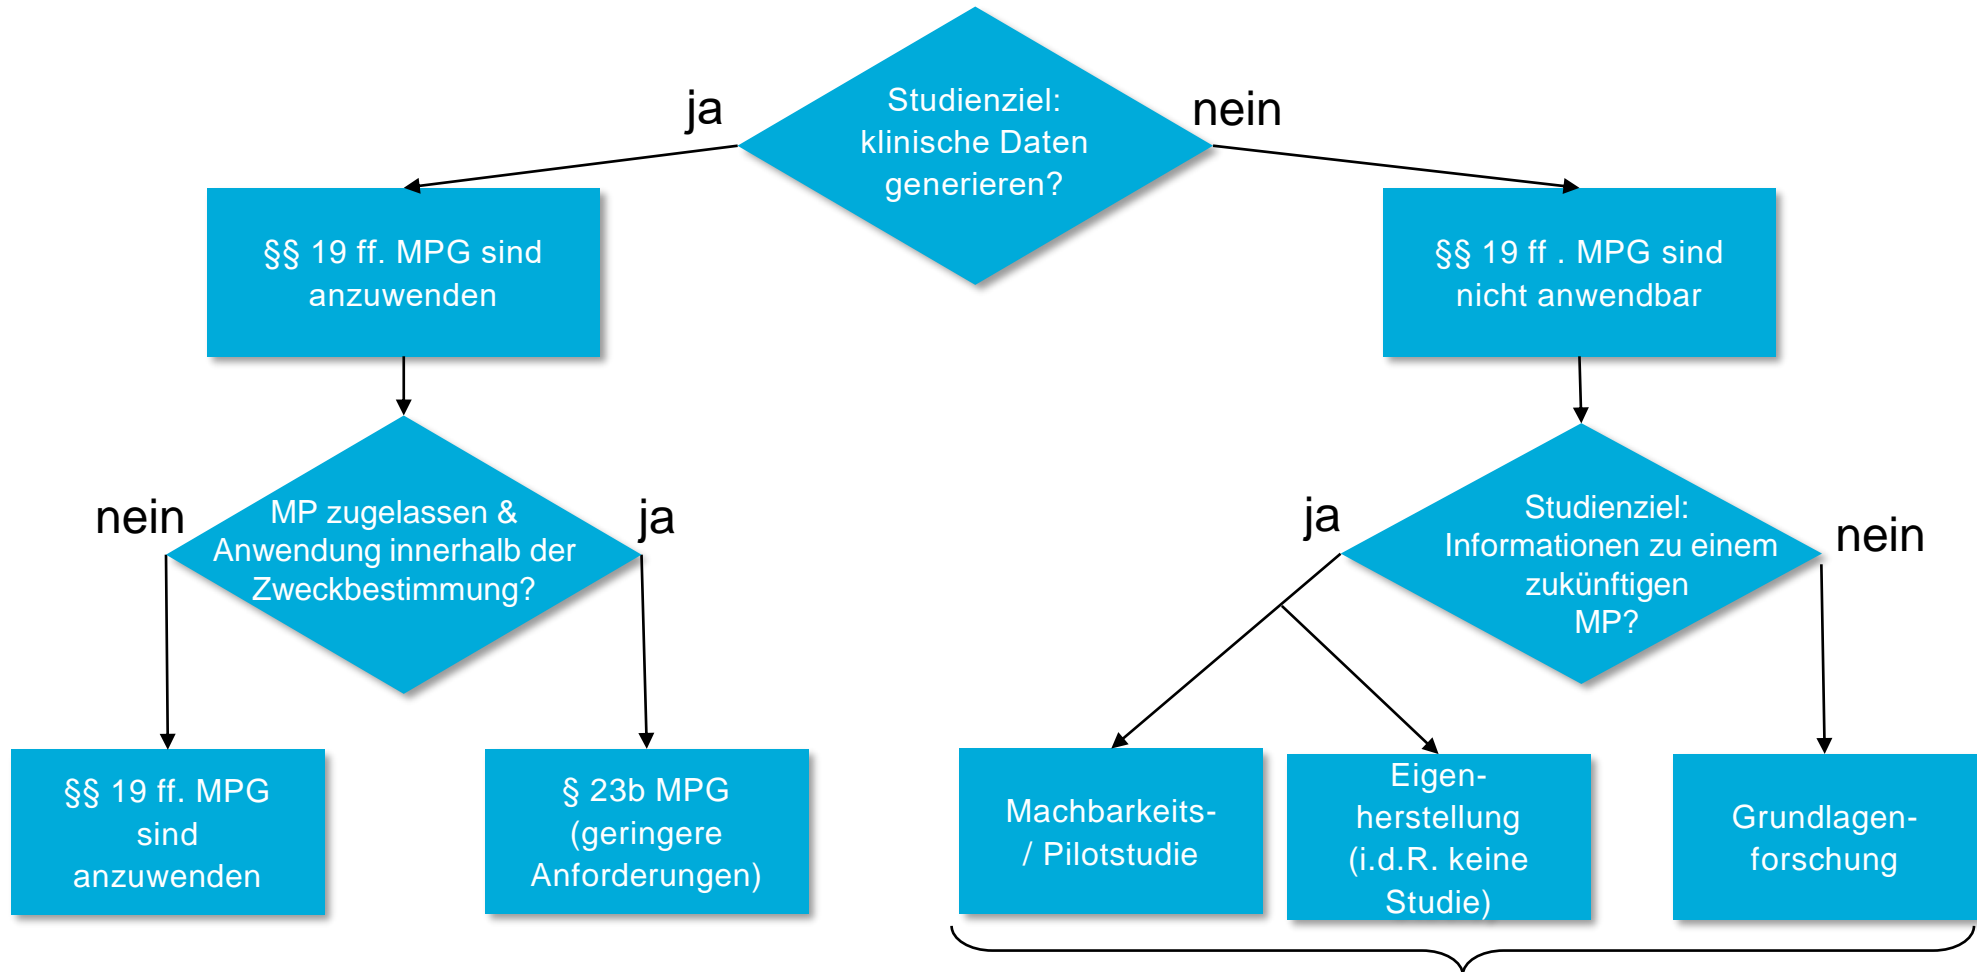 Studienziel:
klinische Daten
generieren?
ja
nein
§§ 19 ff. MPG sind
anzuwenden
§§ 19 ff . MPG sind
nicht anwendbar
MP zugelassen &
Anwendung innerhalb der
Zweckbestimmung?
nein
ja
Studienziel:
Informationen zu einem
zukünftigen
MP?
ja
nein
§§ 19 ff. MPG
sind
anzuwenden
§ 23b MPG
(geringere
Anforderungen)
Machbarkeits-
/ Pilotstudie
Eigen-
herstellung
(i.d.R. keine
Studie)
Grundlagen-
forschung